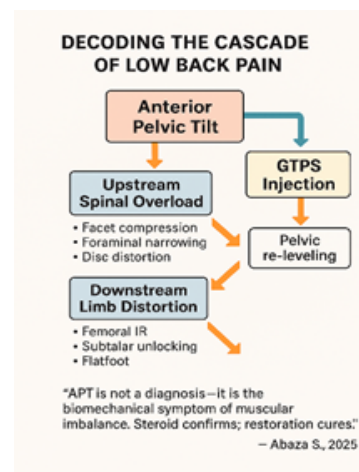 DECODING THE CASCADE
OF LOW BACK PAIN
Anterior
Pelvic Tilt
GTPS
Injection
Upstream
Spinal Overload
• Facet compression
• Foraminal narrowing
• Disc distortion
Pelvic
re-leveling
Downstream
Limb Distortion
• Femoral IR
• Subtalar unlocking
• Flatfoot
"APT is not a diagnosis—it is the
biomechanical symptom of muscular
imbalance. Steroid confirms; restoration cures."
— Abaza S., 2025